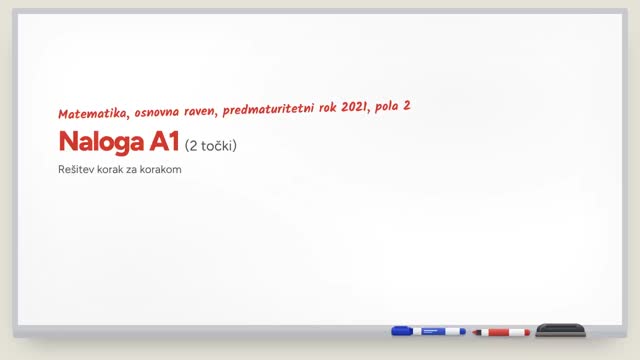 Matematika, osnovna raven, predmaturitetni rok 2021, pola 2
Naloga A1 (2 točki)
Rešitev korak za korakom